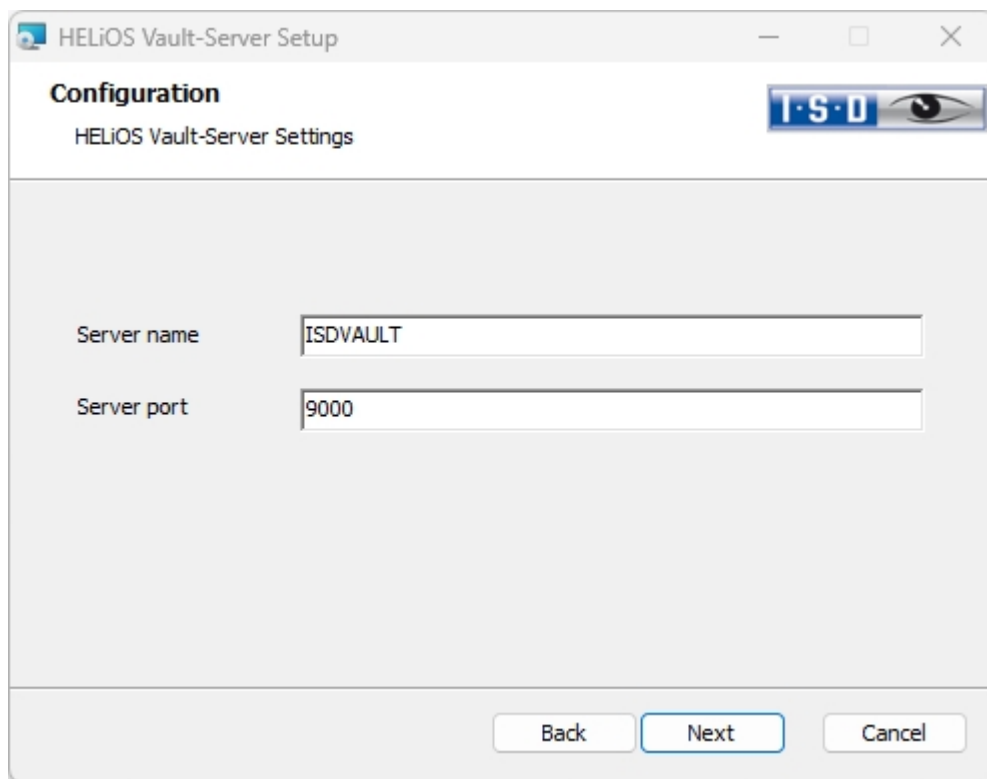 HELiOS Vault-Server Setup
Configuration
HELiOS Vault-Server Settings
I·S·D
Server name
ISDVAULT
Server port
9000
Back
Next
Cancel